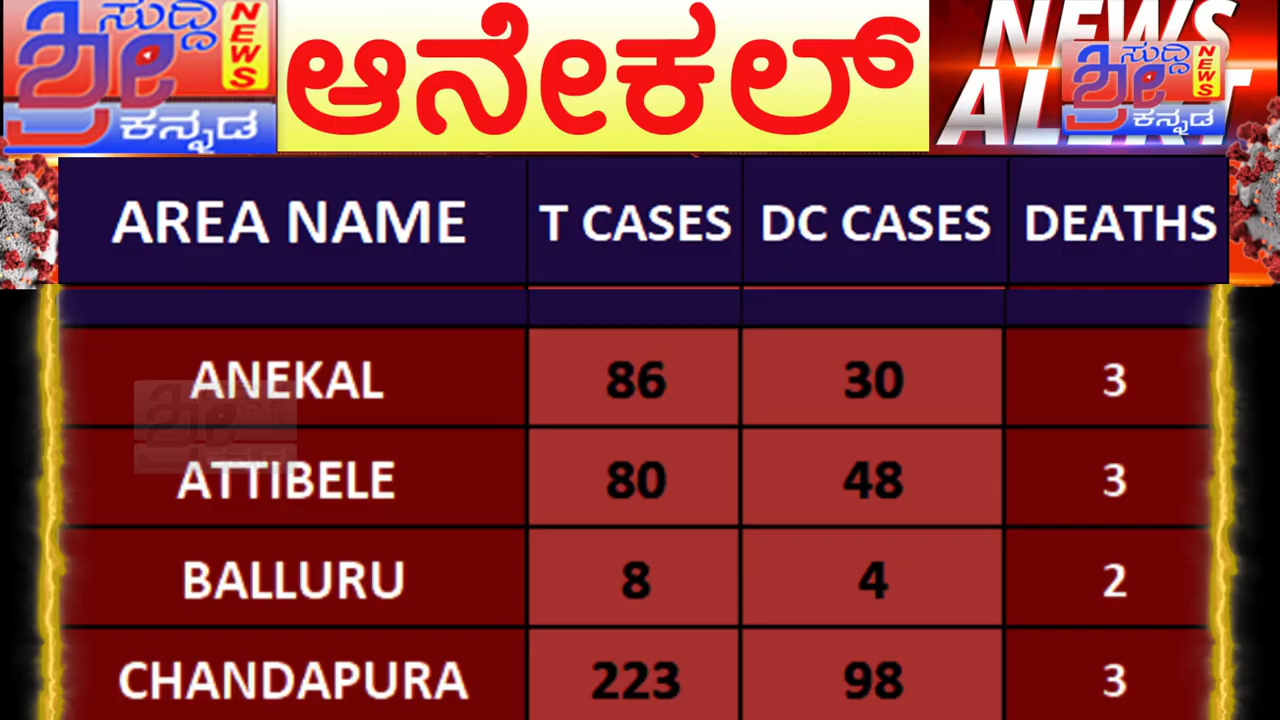 ಸುದ್ದಿ
ಶ್ರೀ
NEWS
ಕನ್ನಡ
ಆನೇಕಲ್
NEWS
ALERT
ಸುದ್ದಿ
ಶ್ರೀ
NEWS
ಕನ್ನಡ
AREA NAME T CASES DC CASES DEATHS
ANEKAL 86 30 3
ATTIBELE 80 48 3
BALLURU 8 4 2
CHANDAPURA 223 98 3